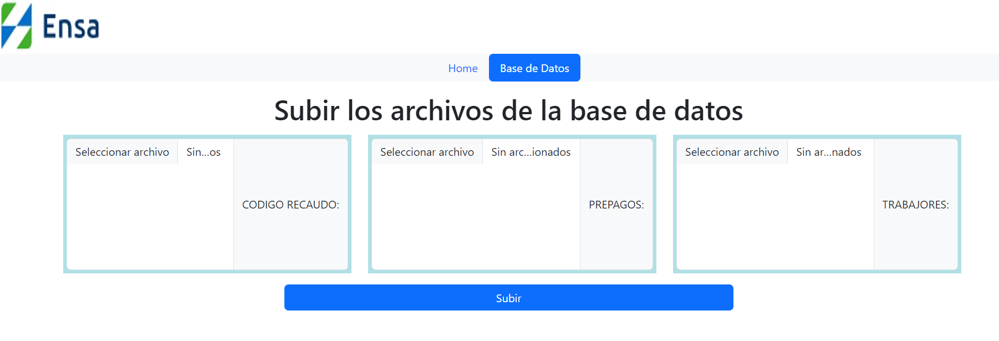 Ensa
Home Base de Datos
Subir los archivos de la base de datos
Seleccionar archivo Sin...os CODIGO RECAUDO:
Seleccionar archivo Sin arc...ionados PREPAGOS:
Seleccionar archivo Sin ar...nados TRABAJORES:
Subir